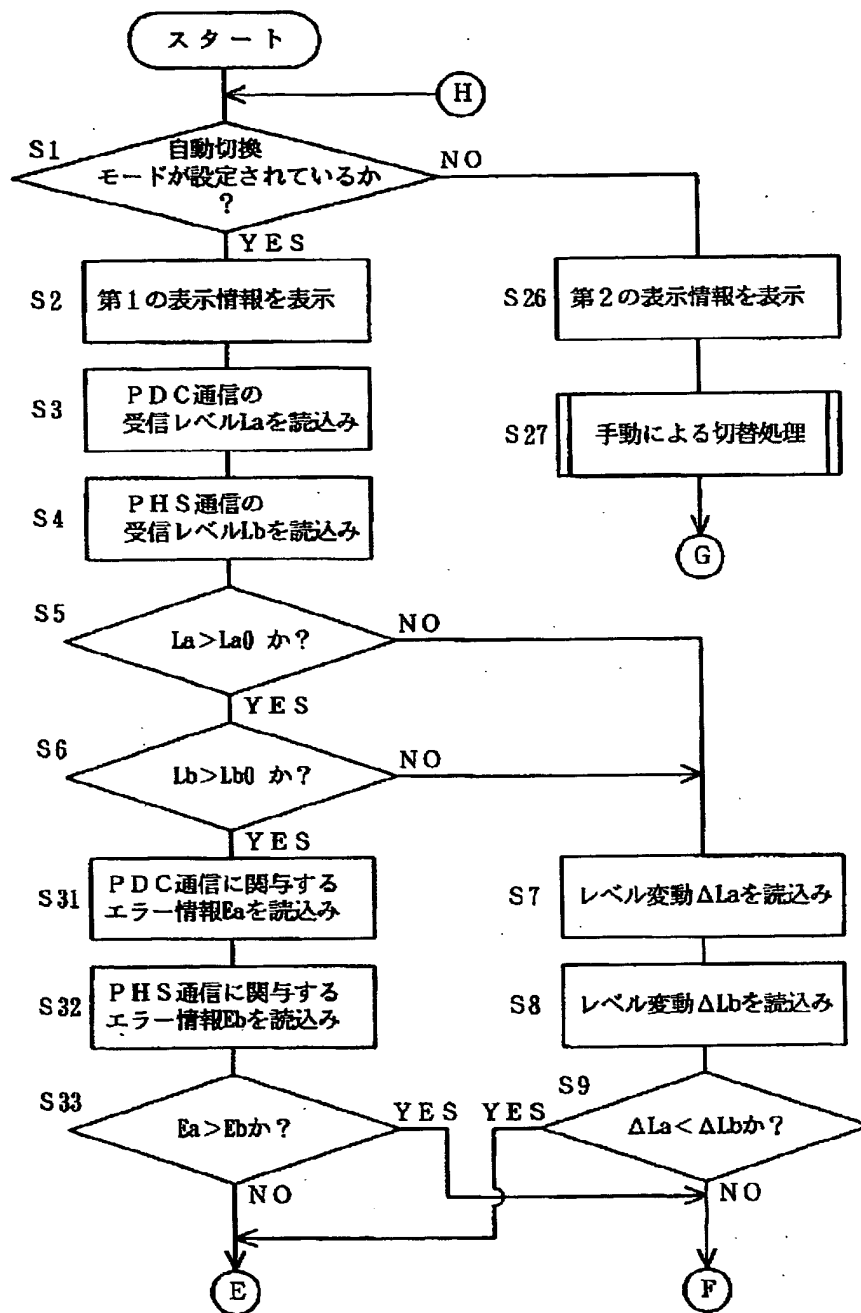 スタート
H
S1
自動切換
モードが設定されているか
?
NO
YES
S2
第1の表示情報を表示
S26
第2の表示情報を表示
S3
PDC通信の
受信レベルLaを読込み
S27
手動による切替処理
S4
PHS通信の
受信レベルLbを読込み
G
S5
La>La0 か?
NO
YES
S6
Lb>Lb0 か?
NO
YES
S31
PDC通信に関与する
エラー情報Eaを読込み
S7
レベル変動ΔLaを読込み
S32
PHS通信に関与する
エラー情報Ebを読込み
S8
レベル変動ΔLbを読込み
S33
Ea>Ebか?
YES
NO
S9
YES
ΔLa<ΔLbか?
NO
E
F